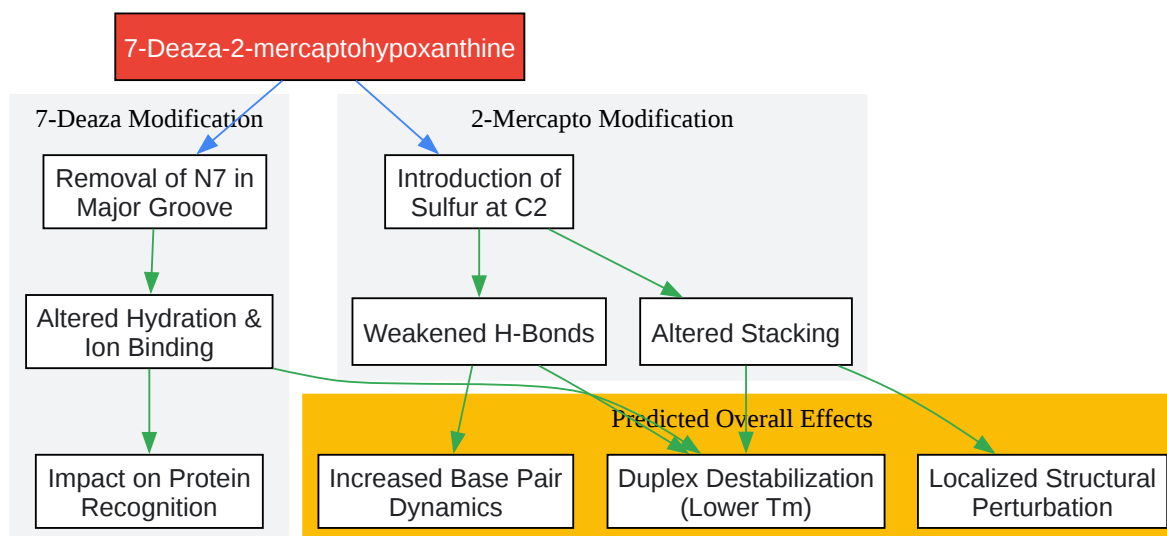 7-Deaza-2-mercaptohypoxanthine
7-Deaza Modification
2-Mercapto Modification
Removal of N7 in
Major Groove
Introduction of
Sulfur at C2
Altered Hydration &
Ion Binding
Weakened H-Bonds
Altered Stacking
Predicted Overall Effects
Impact on Protein
Recognition
Increased Base Pair
Dynamics
Duplex Destabilization
(Lower Tm)
Localized Structural
Perturbation